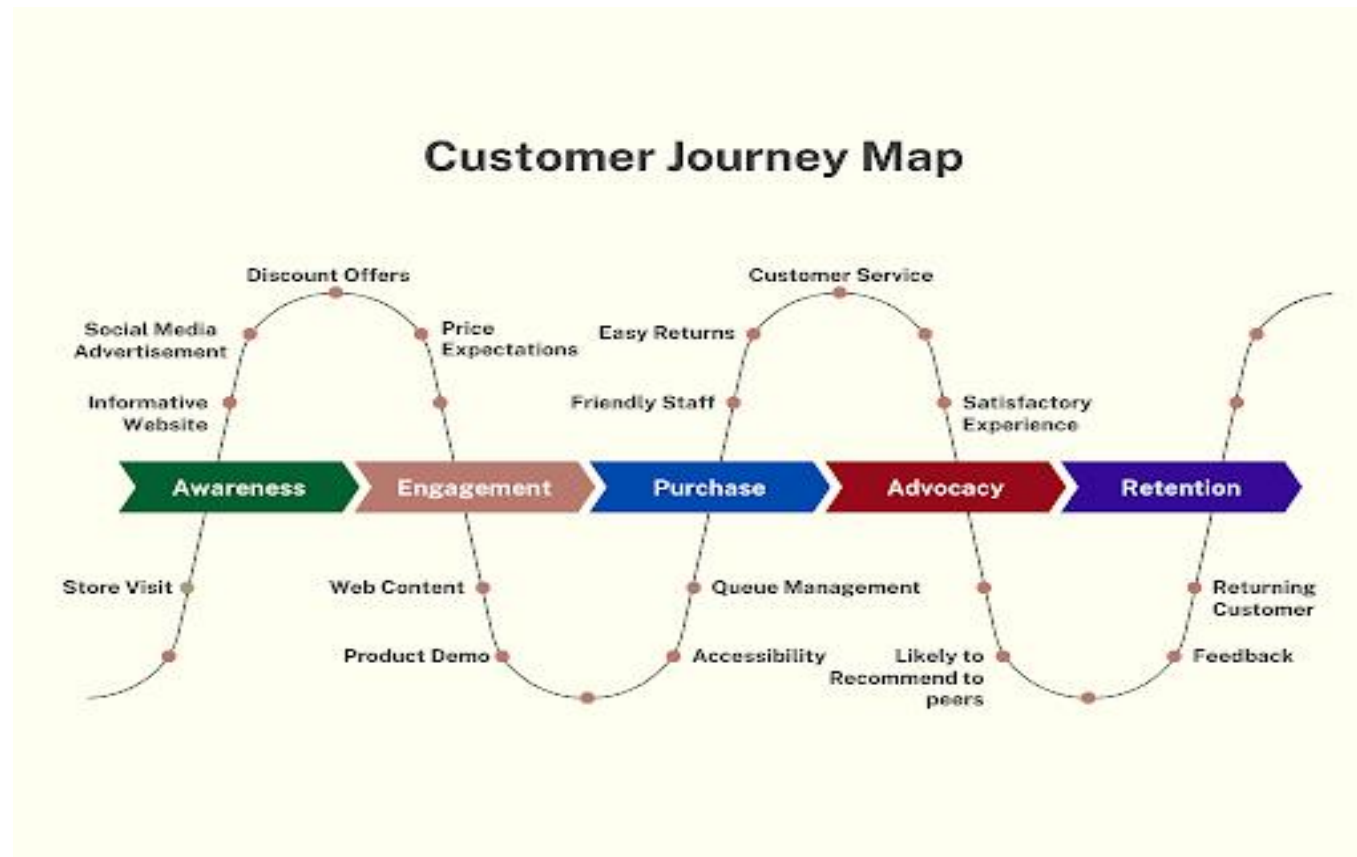 Customer Journey Map
Discount Offers
Customer Service
Social Media
Advertisement
Price
Expectations
Easy Returns
Informative
Website
Friendly Staff
Satisfactory
Experience
Awareness
Engagement
Purchase
Advocacy
Retention
Store Visit
Web Content
Queue Management
Returning
Customer
Product Demo
Accessibility
Likely to
Recommend to
peers
Feedback